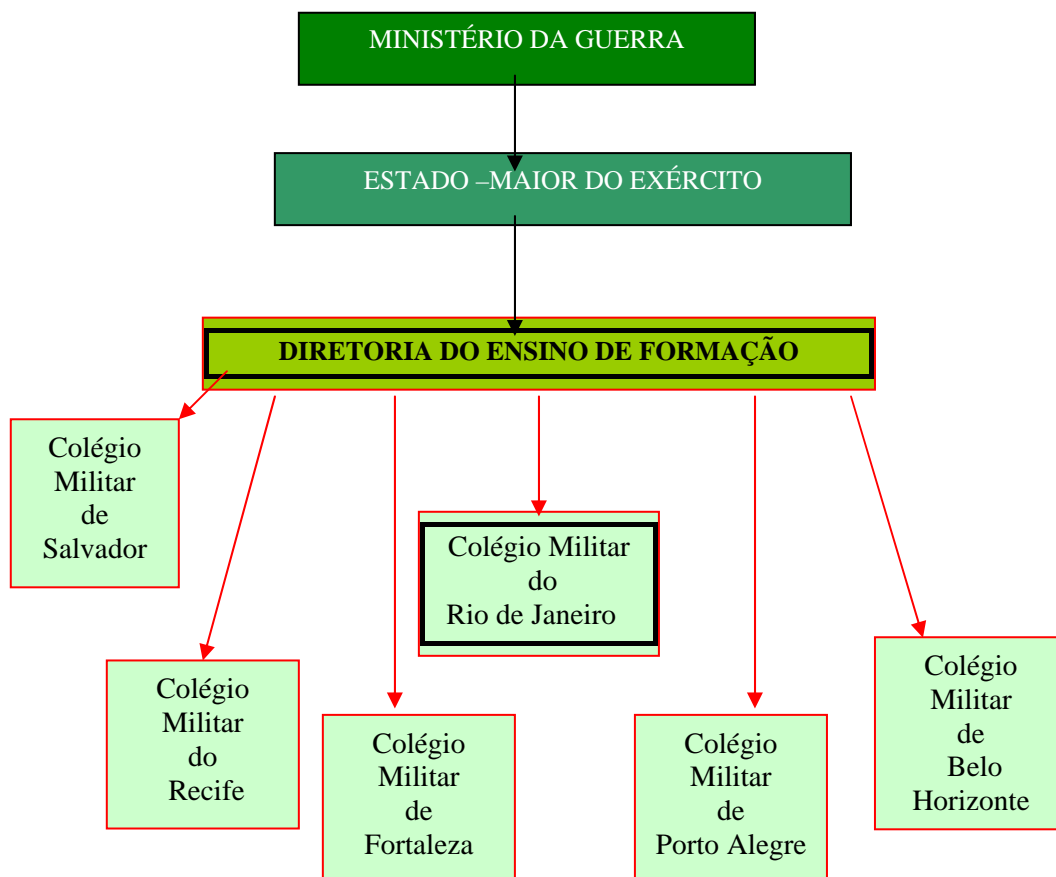 MINISTÉRIO DA GUERRA
ESTADO –MAIOR DO EXÉRCITO
DIRETORIA DO ENSINO DE FORMAÇÃO
Colégio
Militar
de
Salvador
Colégio
Militar
do
Recife
Colégio
Militar
de
Fortaleza
Colégio Militar
do
Rio de Janeiro
Colégio
Militar
de
Porto Alegre
Colégio
Militar
de
Belo
Horizonte